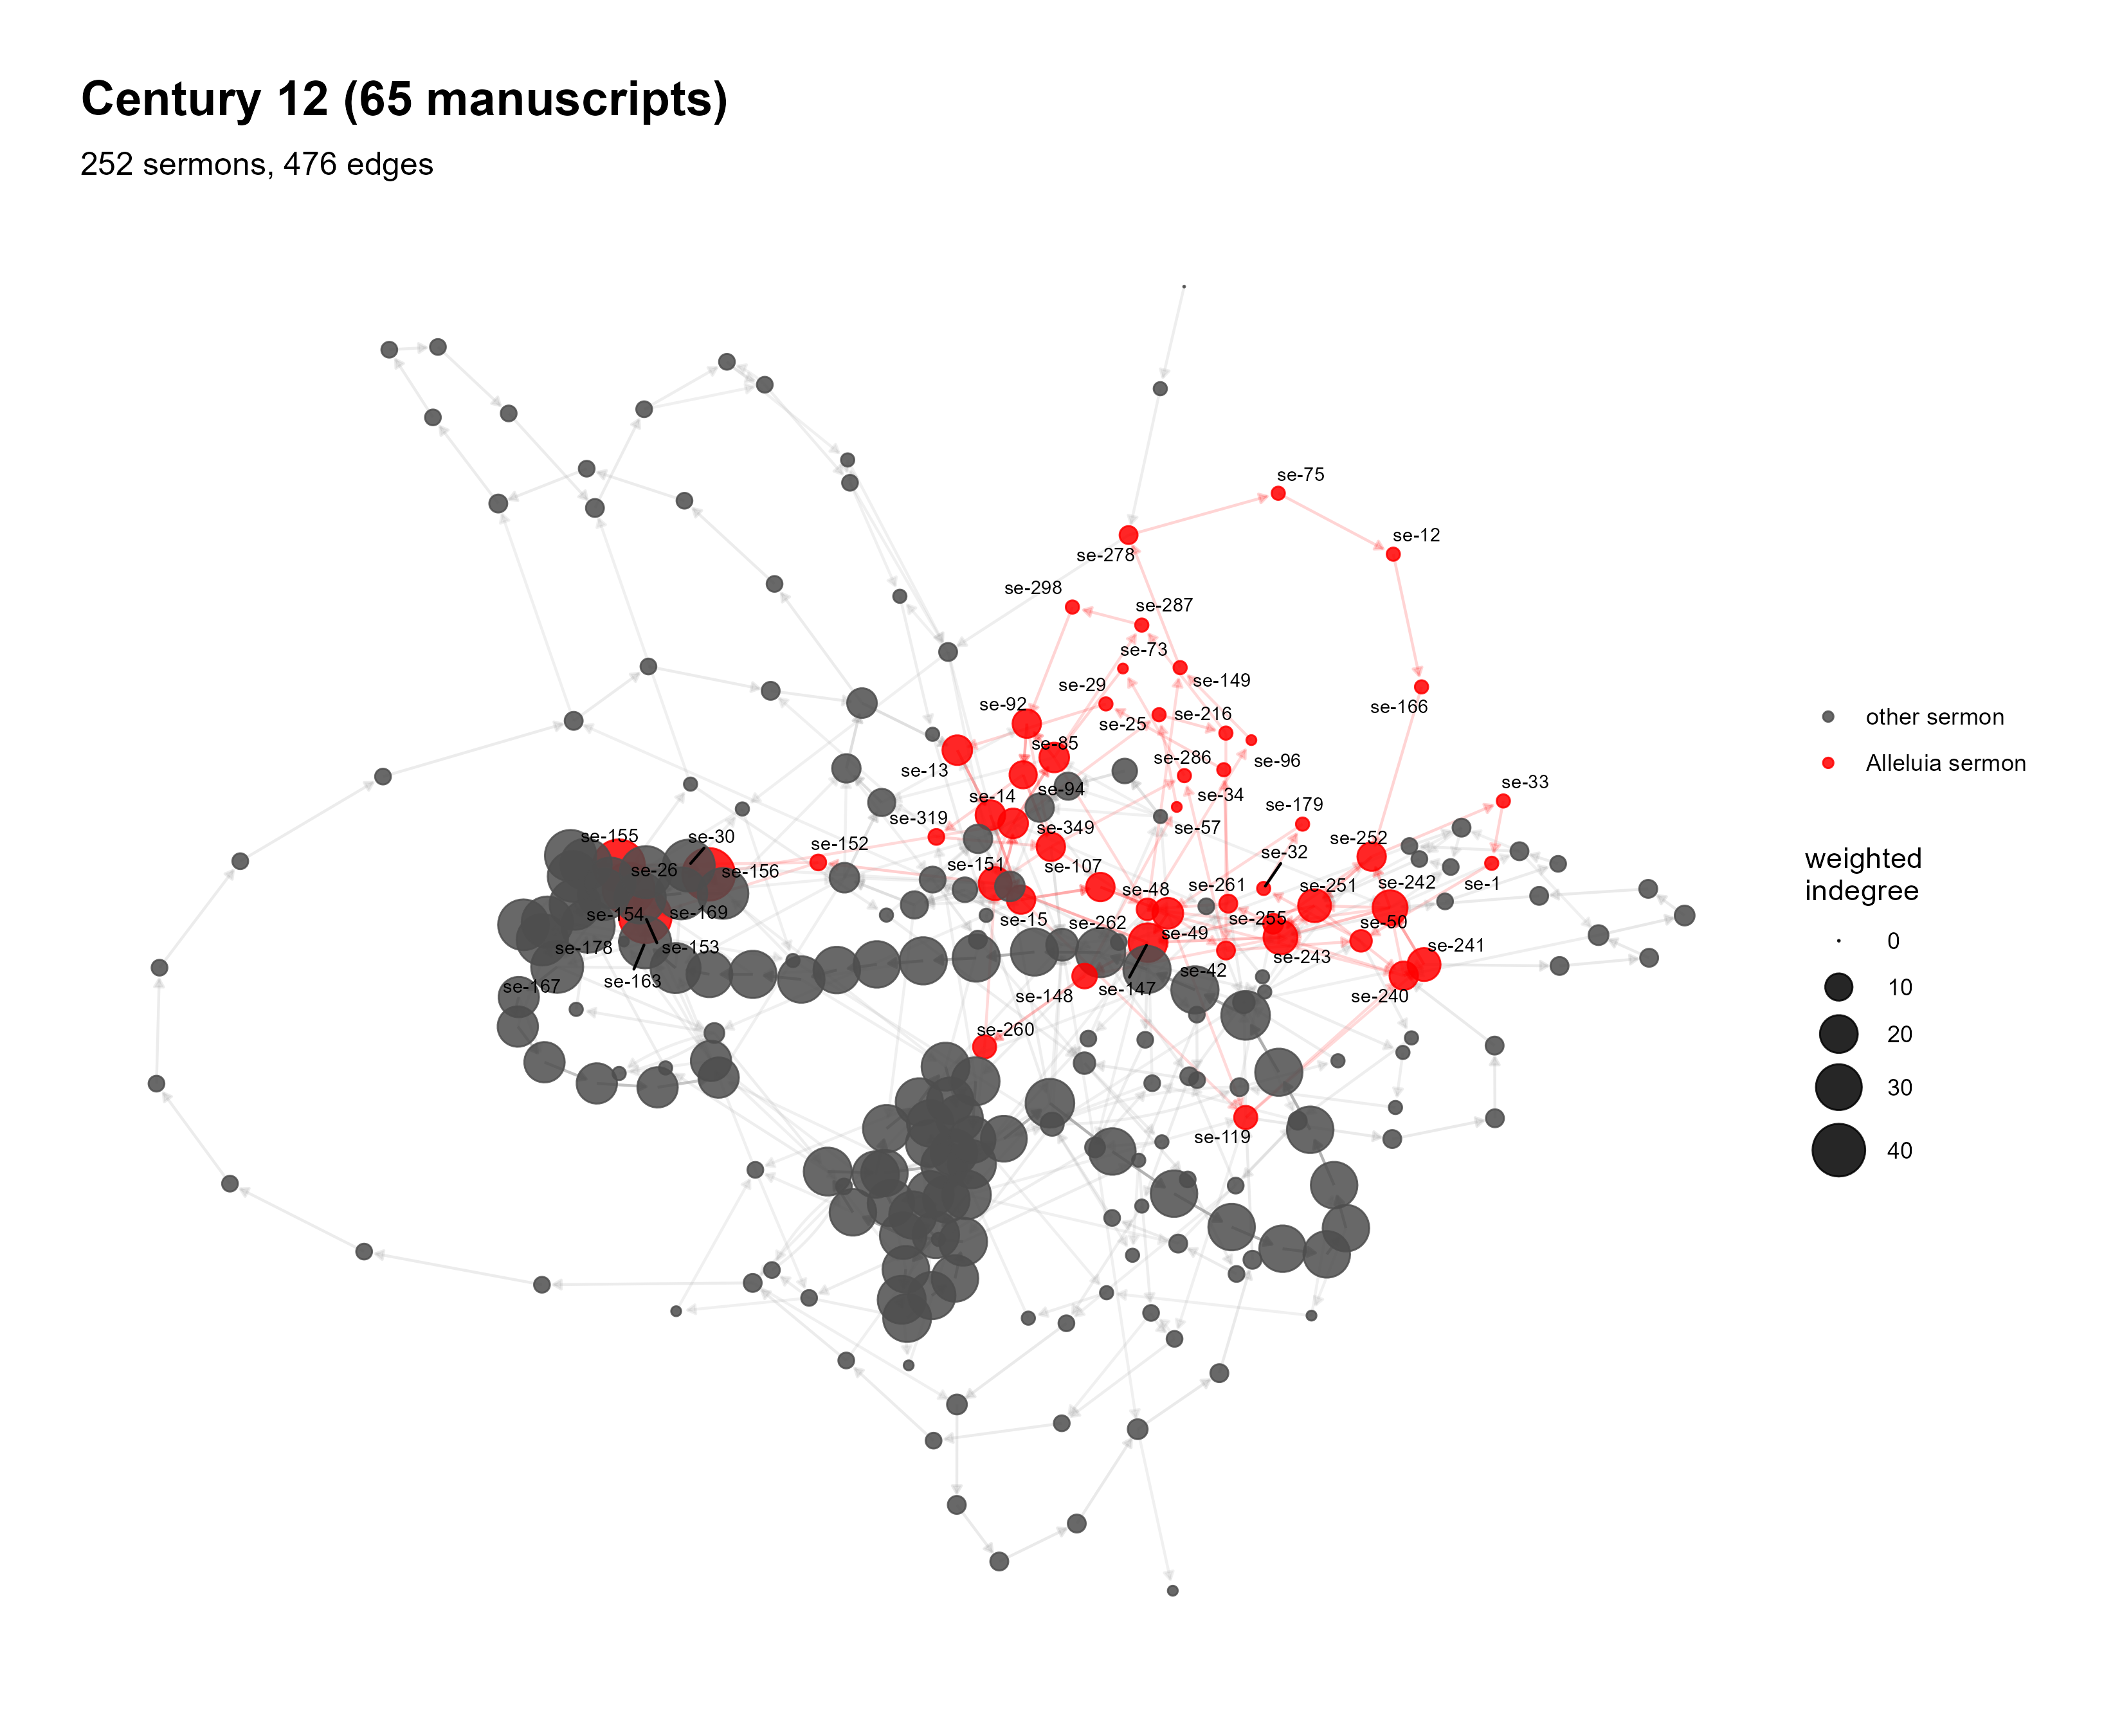 Century 12 (65 manuscripts)
252 sermons, 476 edges
se-75
se-12
se-278
se-298
se-287
se-73
se-149
se-29
se-166
se-92
se-25
se-216
se-85
se-286
se-96
se-13
se-33
se-14
se-94
se-34
se-179
se-319
se-349
se-57
se-155
se-30
se-152
se-252
se-32
se-151
se-107
se-156
se-26
se-48
se-261
se-251
se-242
se-1
se-154
se-169
se-15
se-262
se-255
se-50
se-49
se-178
se-153
se-243
se-241
se-42
se-163
se-167
se-148
se-147
se-240
se-260
se-119
other sermon
Alleluia sermon
weighted
indegree
0
10
20
30
40